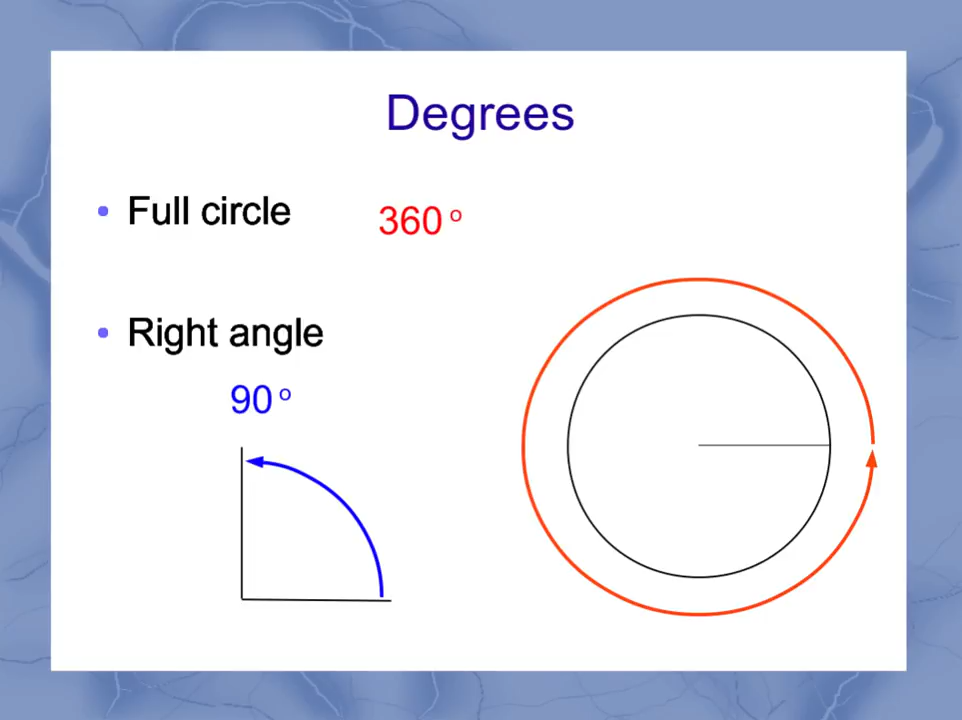 Degrees
• Full circle 360 º
• Right angle
90 º